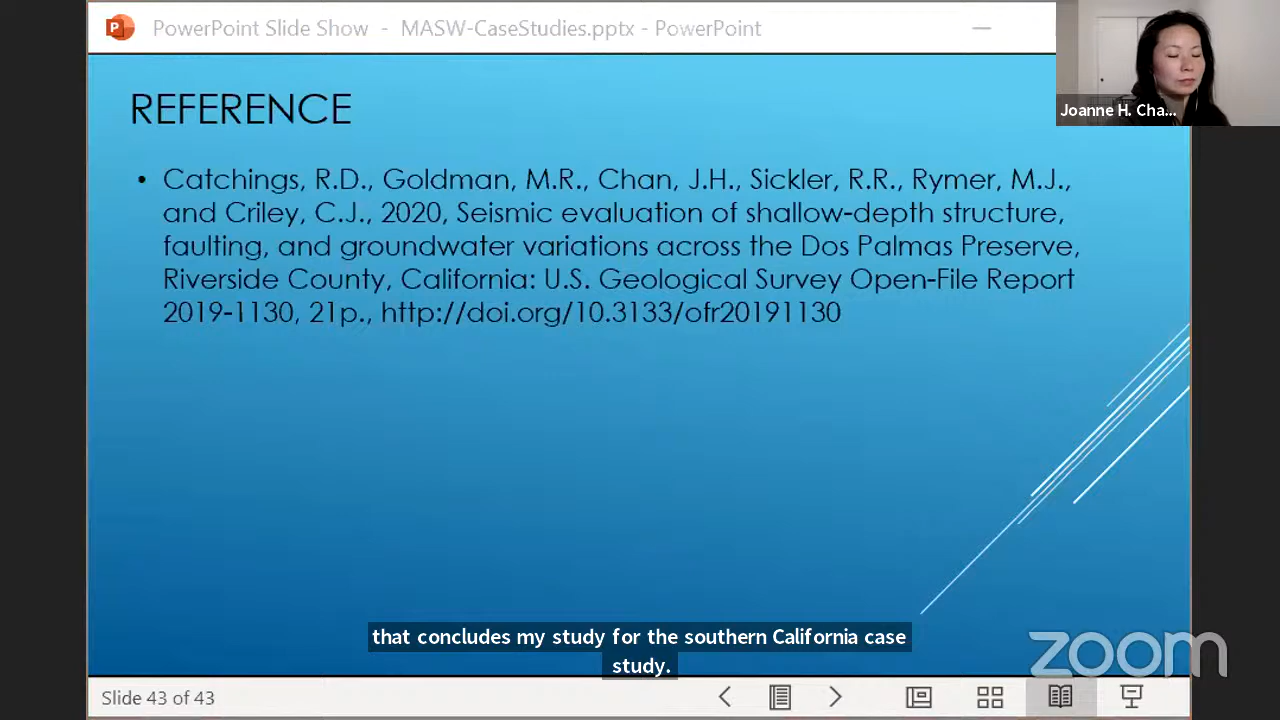 PowerPoint Slide Show - MASW-CaseStudies.pptx - PowerPoint
Joanne H. Cha...
REFERENCE
• Catchings, R.D., Goldman, M.R., Chan, J.H., Sickler, R.R., Rymer, M.J.,
and Criley, C.J., 2020, Seismic evaluation of shallow-depth structure,
faulting, and groundwater variations across the Dos Palmas Preserve,
Riverside County, California: U.S. Geological Survey Open-File Report
2019-1130, 21p., http://doi.org/10.3133/ofr20191130
that concludes my study for the southern California case
study.
zoom
Slide 43 of 43